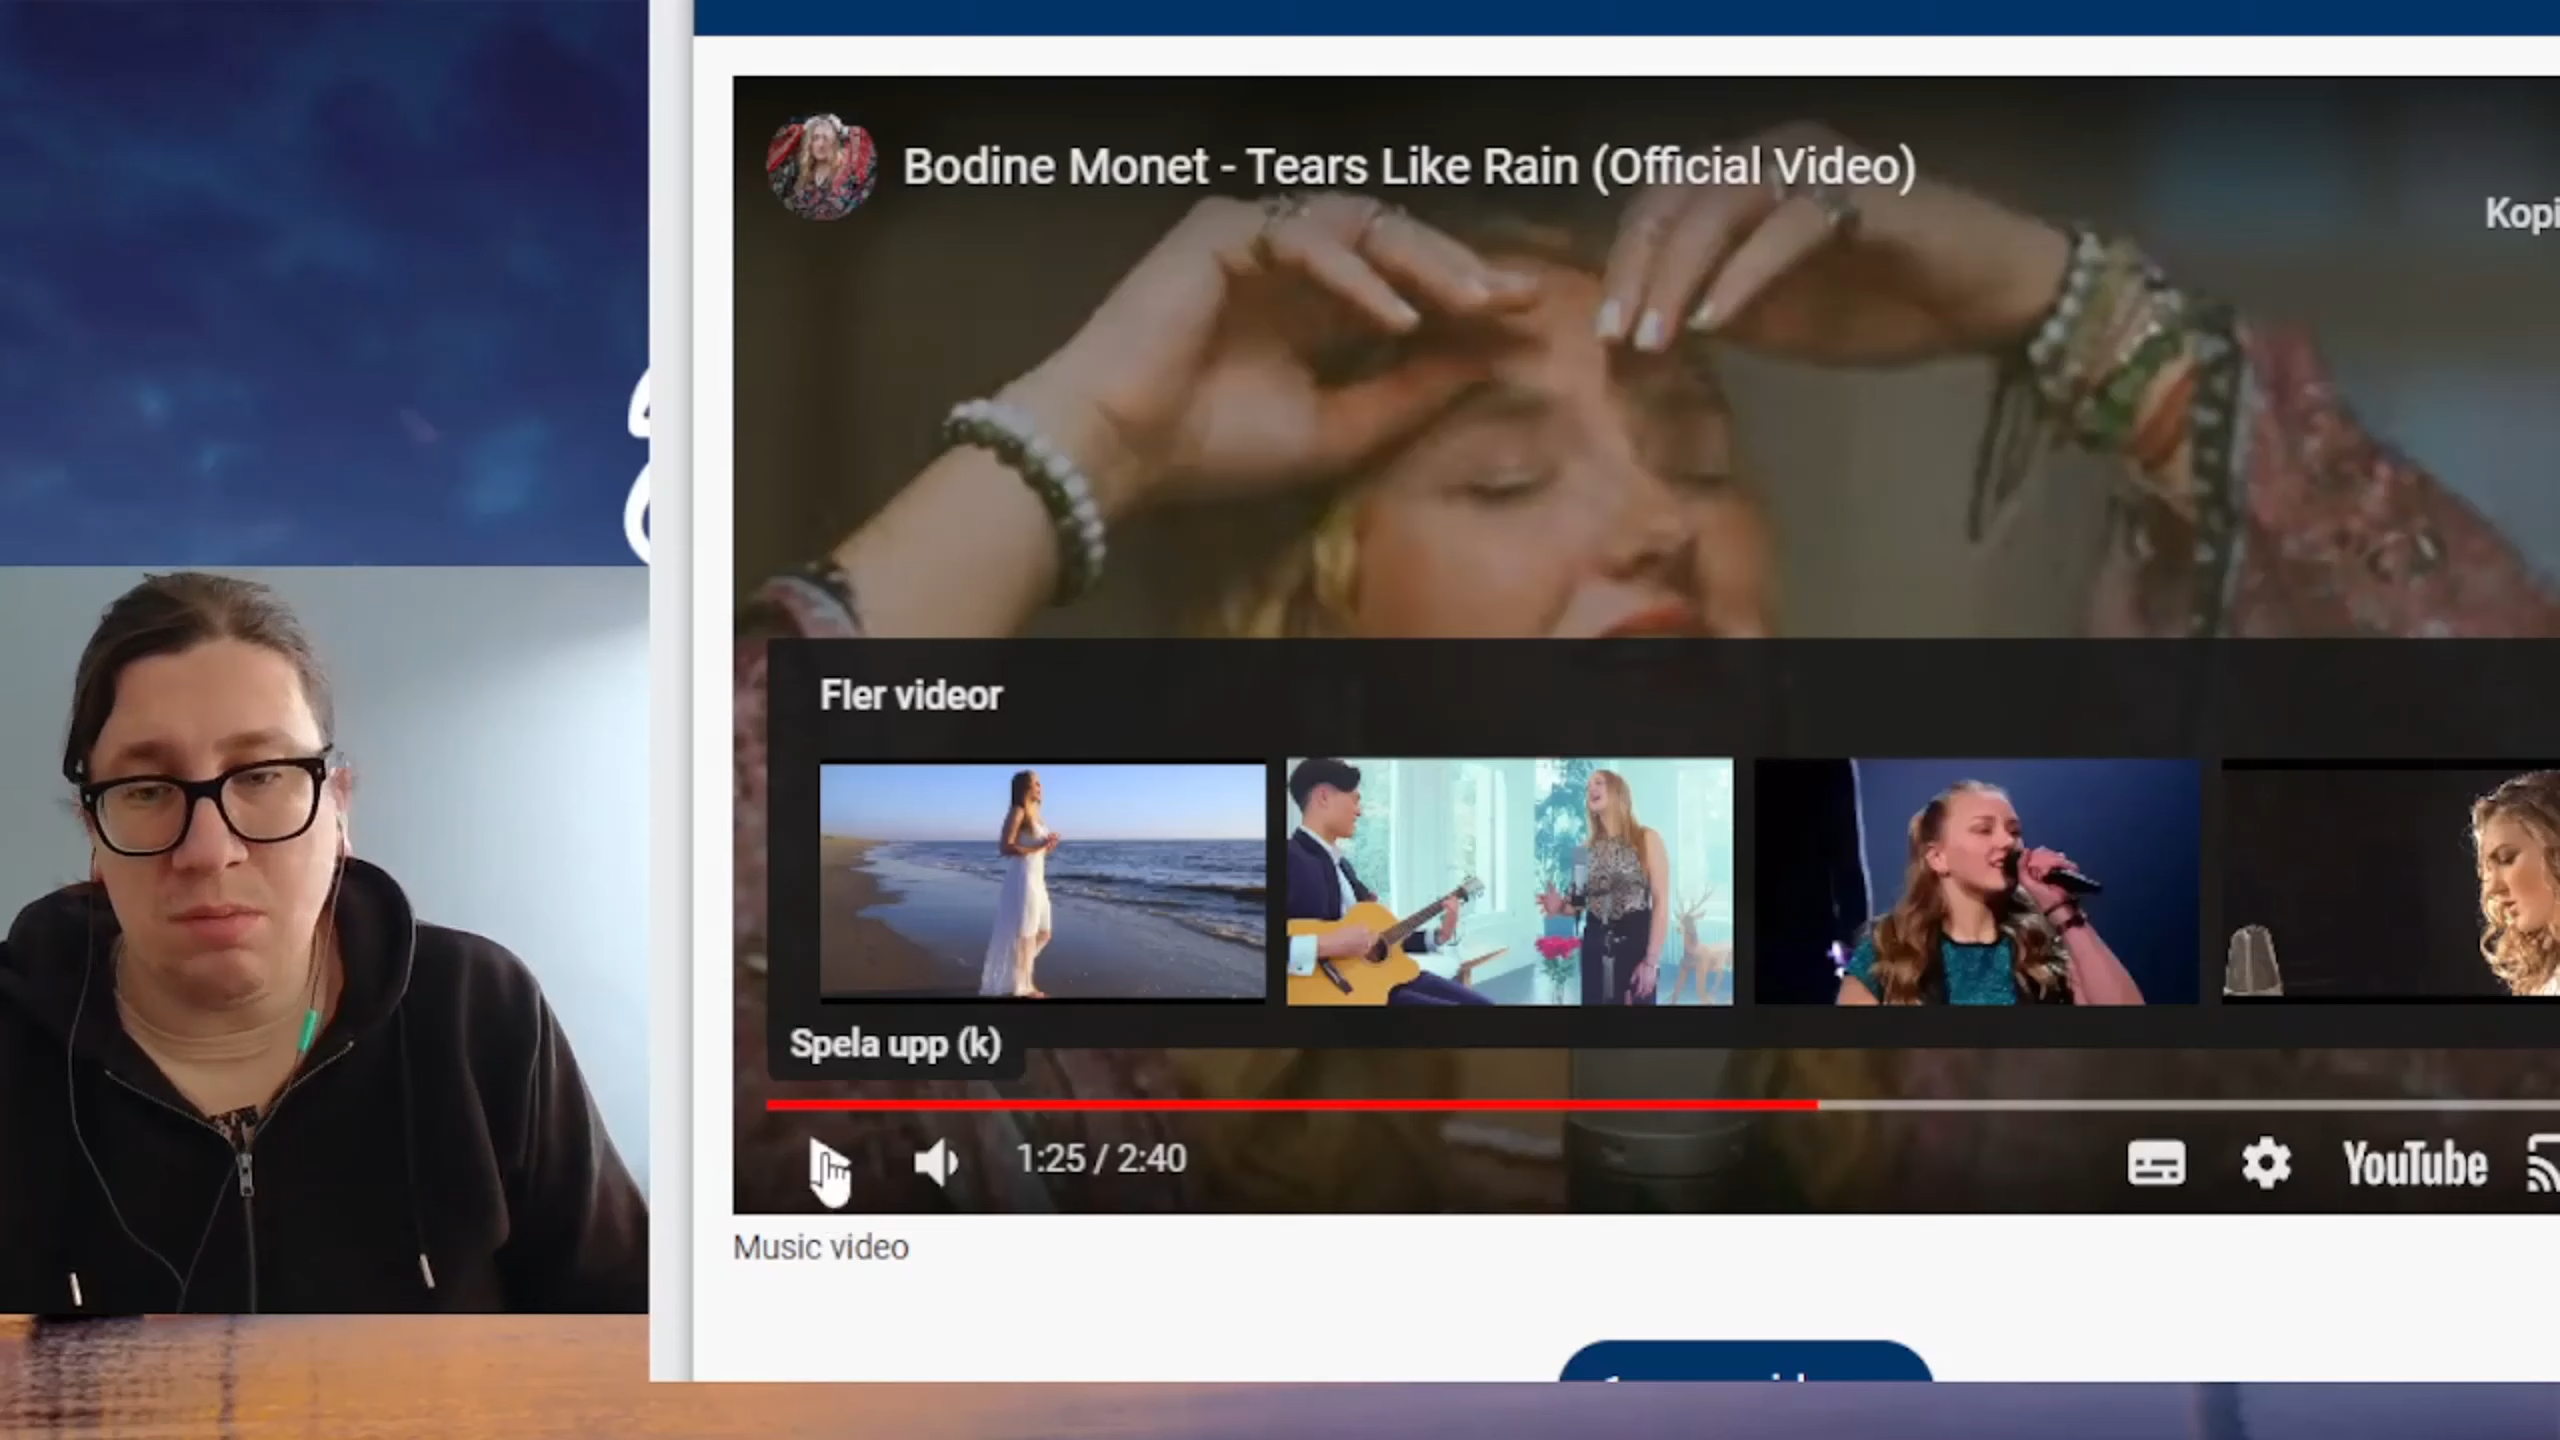 Bodine Monet - Tears Like Rain (Official Video)
Fler videor
Spela upp (k)
1:25 / 2:40
YouTube
Music video